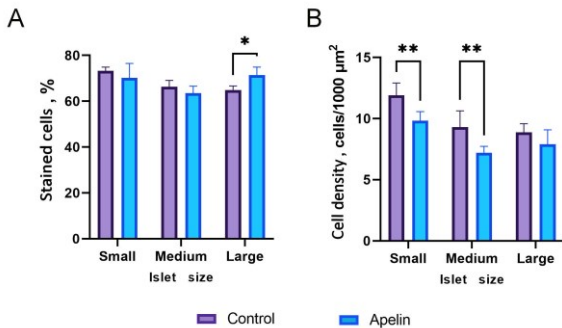 A
Stained cells , %
100
80
60
40
20
0
*
Small Medium Large
Islet size
B
Cell density , cells/1000 µm²
15
10
5
0
**
**
Small Medium Large
Islet size
Control Apelin